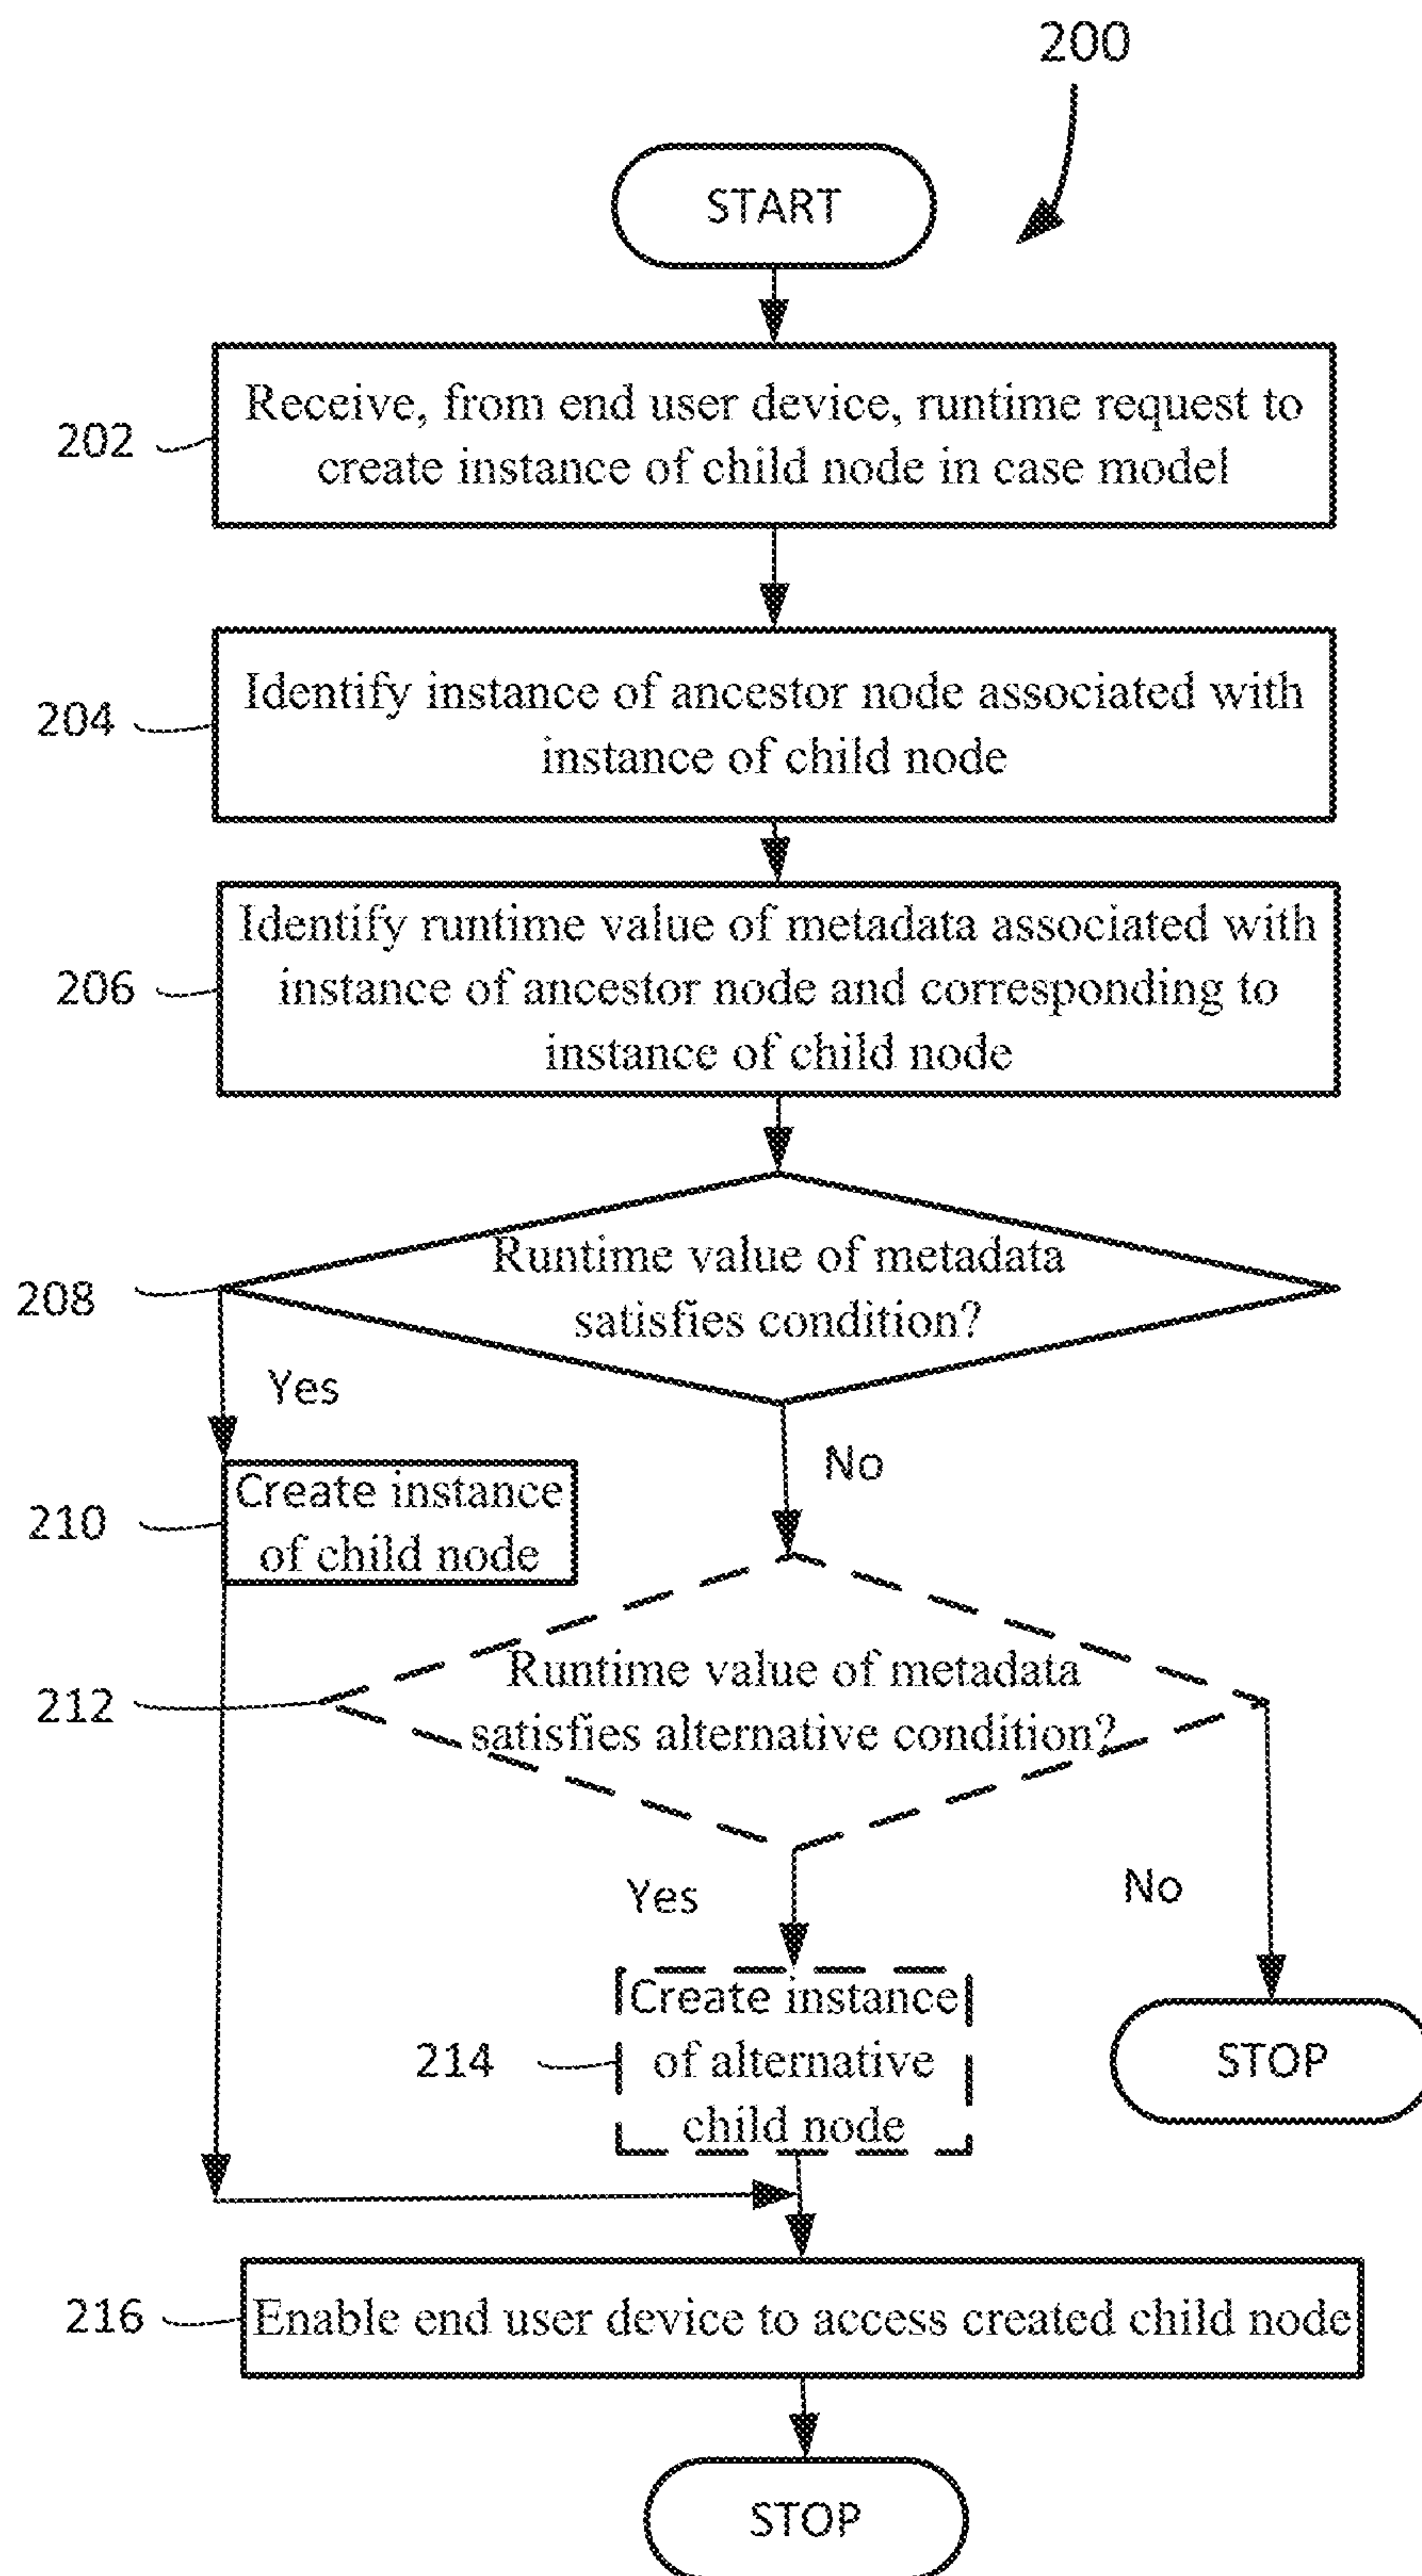 200
START
202
Receive, from end user device, runtime request to
create instance of child node in case model
204
Identify instance of ancestor node associated with
instance of child node
206
Identify runtime value of metadata associated with
instance of ancestor node and corresponding to
instance of child node
208
Runtime value of metadata
satisfies condition?
Yes
No
210
Create instance
of child node
212
Runtime value of metadata
satisfies alternative condition?
Yes
No
214
Create instance
of alternative
child node
STOP
216
Enable end user device to access created child node
STOP